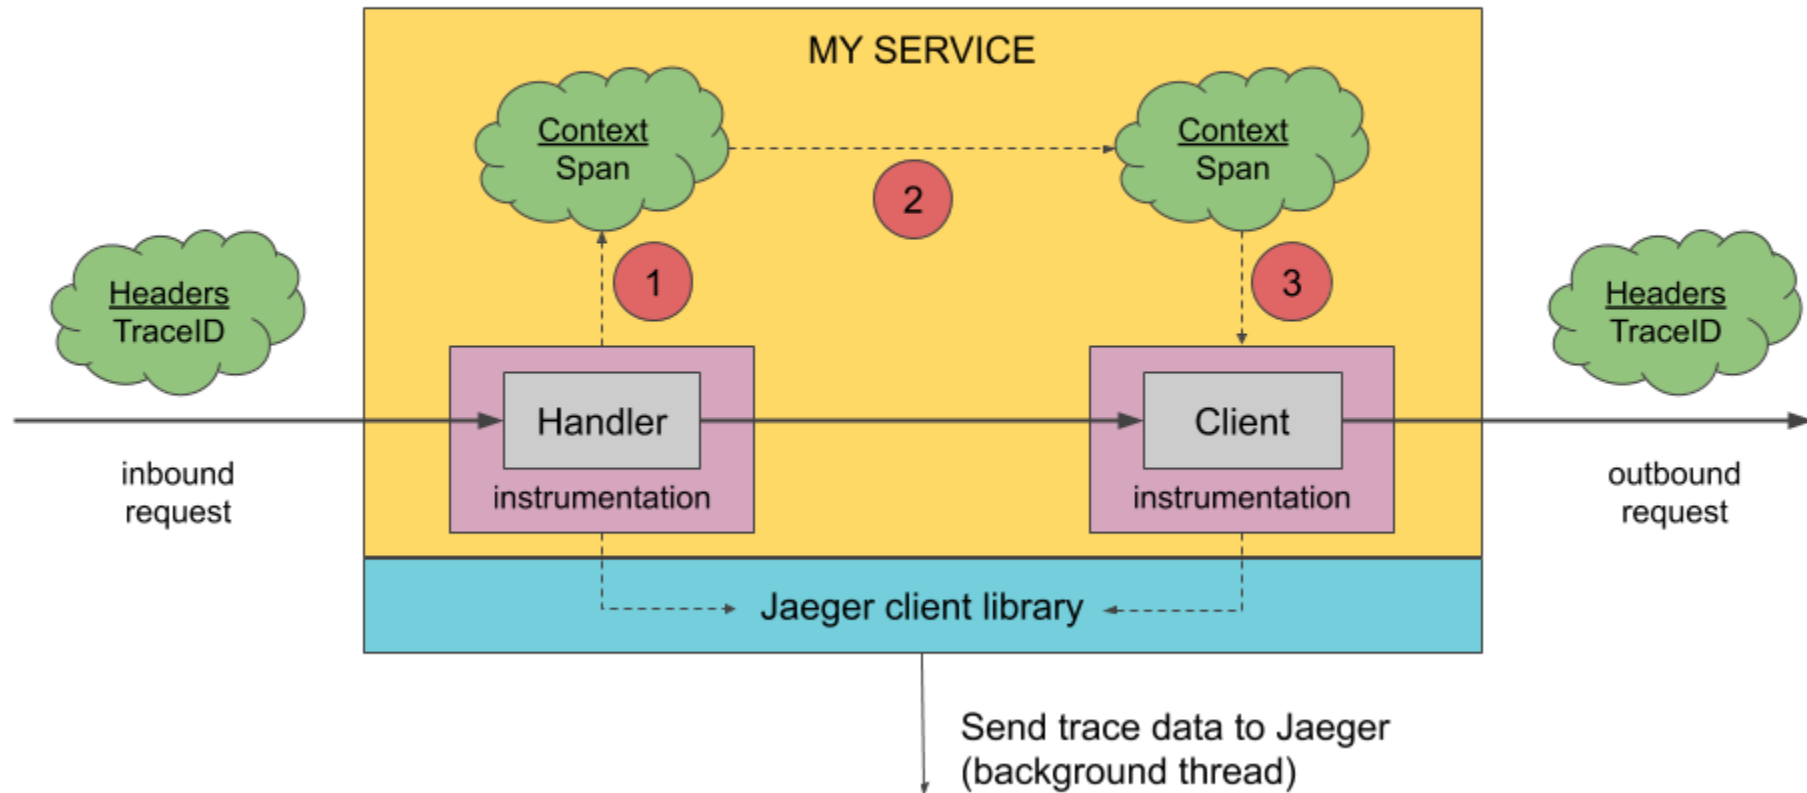 MY SERVICE
Context
Span
Context
Span
2
1
3
Headers
TraceID
Headers
TraceID
Handler
Client
inbound
request
instrumentation
instrumentation
outbound
request
Jaeger client library
Send trace data to Jaeger
(background thread)